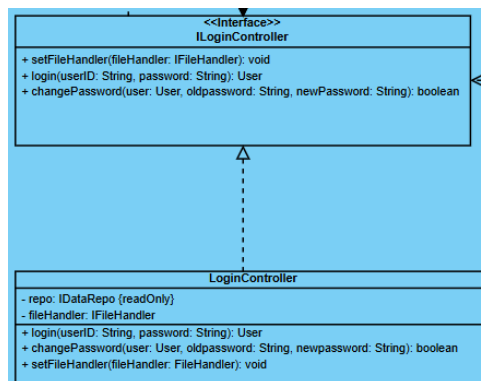 <<Interface>>
ILoginController
+ setFileHandler(fileHandler: IFileHandler): void
+ login(userID: String, password: String): User
+ changePassword(user: User, oldpassword: String, newPassword: String): boolean
LoginController
- repo: IDataRepo {readOnly}
- fileHandler: IFileHandler
+ login(userID: String, password: String): User
+ changePassword(user: User, oldpassword: String, newpassword: String): boolean
+ setFileHandler(fileHandler: FileHandler): void